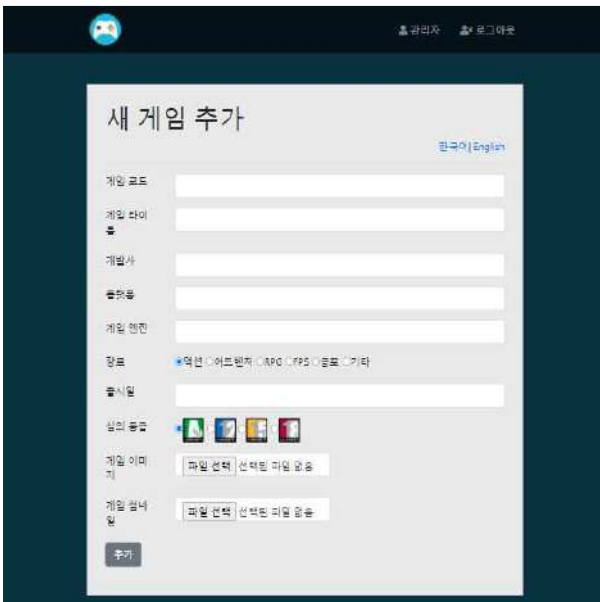 관리자 로그아웃
새 게임 추가
한국어| English
게임 코드
게임 타이
틀
개발사
플랫폼
게임 엔진
장르 액션 어드벤처 RPG FPS 공포 기타
출시일
심의 등급 A 12 15 18
게임 이미
지
파일 선택 선택된 파일 없음
게임 썸네
일
파일 선택 선택된 파일 없음
추가